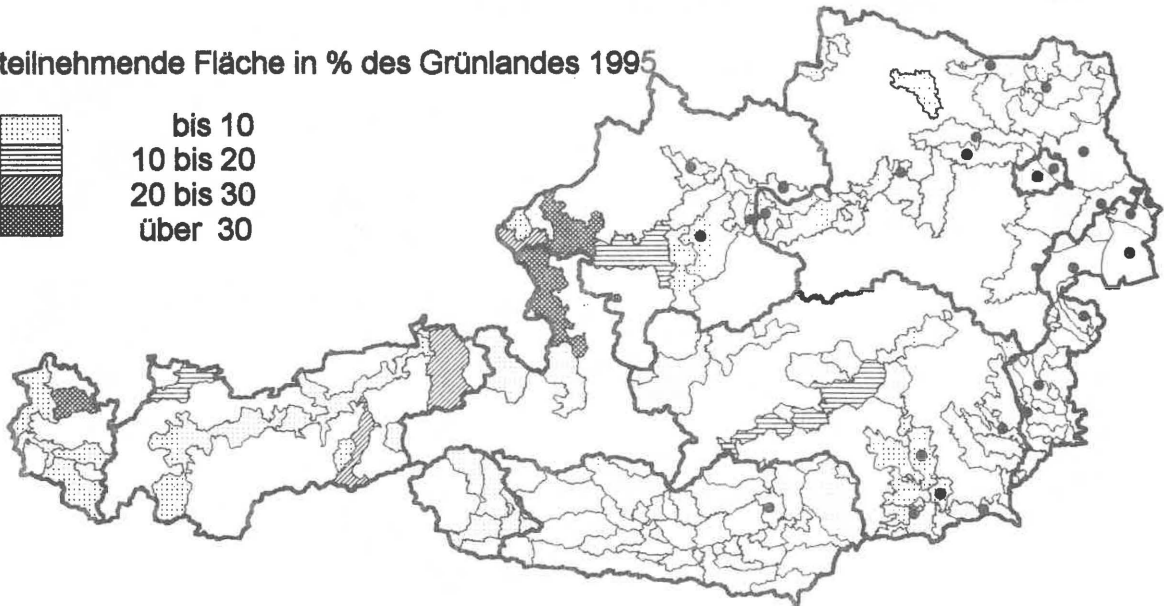 teilnehmende Fläche in % des Grünlandes 1995
bis 10
10 bis 20
20 bis 30
über 30